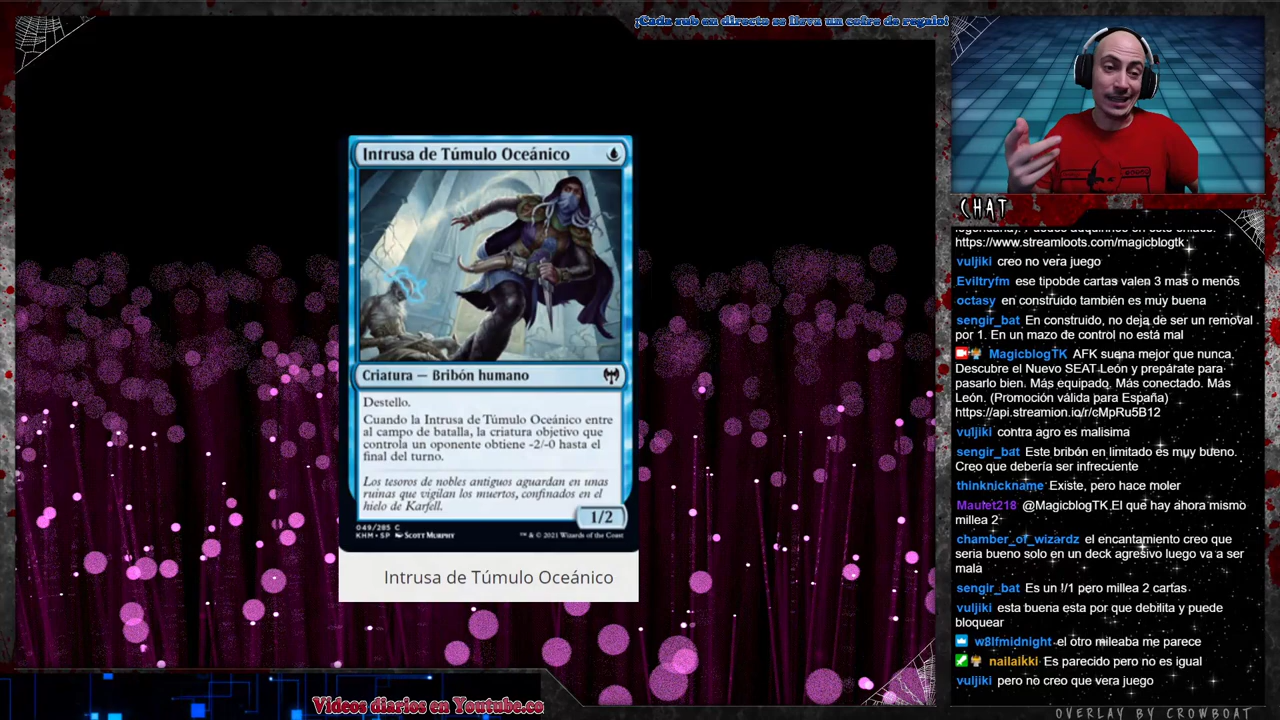 ¡Cada sub en directo se lleva un cofre de regalo!
Intrusa de Túmulo Oceánico
Criatura — Bribón humano
Destello.
Cuando la Intrusa de Túmulo Oceánico entre
al campo de batalla, la criatura objetivo que
controla un oponente obtiene -2/-0 hasta el
final del turno.
Los tesoros de nobles antiguos aguardan en unas
ruinas que vigilan los muertos, confinados en el
hielo de Karfell.
1/2
049/285 C
KHM • SP SCOTT MURPHY
™ & © 2021 Wizards of the Coast
Intrusa de Túmulo Oceánico
Videos diarios en Youtube.co
CHAT
https://www.streamloots.com/magicblogtk
vuljiki creo no vera juego
Eviltryfm ese tipobde cartas valen 3 mas o menos
octasy en construido también es muy buena
sengir_bat En construido, no deja de ser un removal
por 1. En un mazo de control no está mal
MagicblogTK AFK suena mejor que nunca.
Descubre el Nuevo SEAT León y prepárate para
pasarlo bien. Más equipado. Más conectado. Más
León. (Promoción válida para España)
https://api.streamion.io/r/cMpRu5B12
vuljiki contra agro es malisima
sengir_bat Este bribón en limitado es muy bueno.
Creo que debería ser infrecuente
thinknickname Existe, pero hace moler
Maulet218 @MagicblogTK El que hay ahora mismo
millea 2
chamber_of_wizardz el encantamiento creo que
seria bueno solo en un deck agresivo luego va a ser
mala
sengir_bat Es un !/1 pero millea 2 cartas
vuljiki esta buena esta por que debilita y puede
bloquear
w8lfmidnight el otro mileaba me parece
nailaikki Es parecido pero no es igual
vuljiki pero no creo que vera juego
OVERLAY BY CROWBOAT